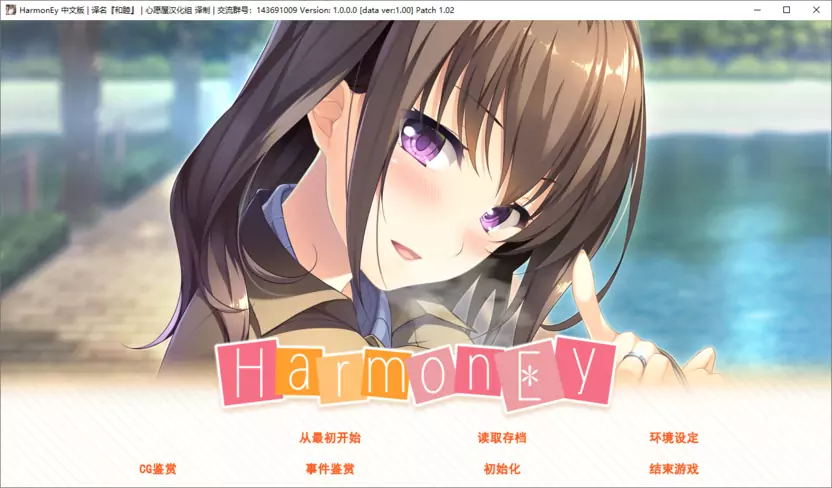 HarmonEy 中文版 | 译名『和睦』 | 心愿屋汉化组 译制 | 交流群号：143691009 Version: 1.0.0.0 [data ver:1.00] Patch 1.02
HarmonEy
从最初开始 读取存档 环境设定
CG鉴赏 事件鉴赏 初始化 结束游戏